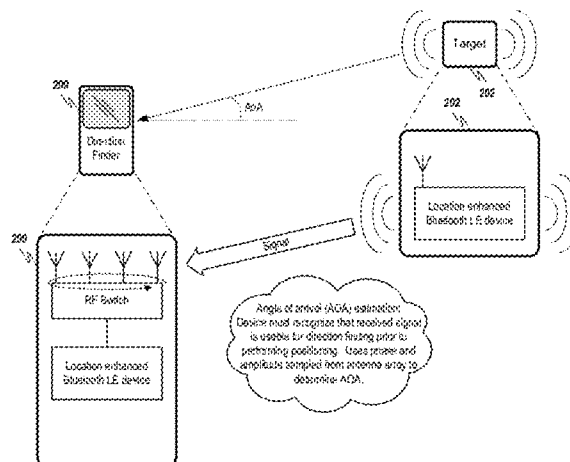 Target
202
200
AoA
202
Direction
Finder
Location enhanced
Bluetooth LE device
Signal
200
RF Switch
Angle of arrival (AOA) estimation:
Device must recognize that received signal
is usable for direction finding prior to
performing positioning. Uses power and
amplitude sampled from antenna array to
determine AOA.
Location enhanced
Bluetooth LE device